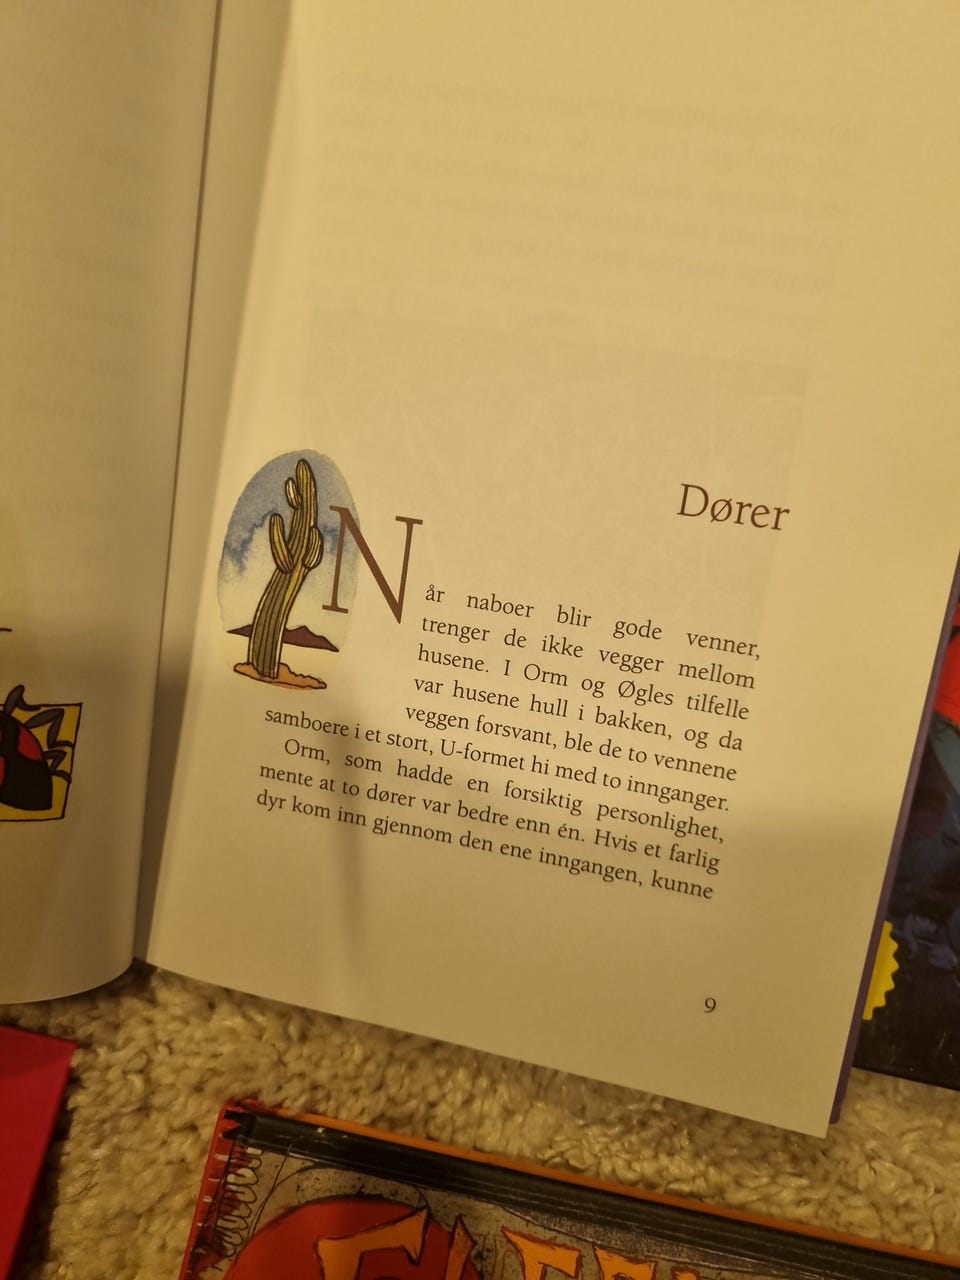 Dører
Når naboer blir gode venner,
trenger de ikke vegger mellom
husene. I Orm og Øgles tilfelle
var husene hull i bakken, og da
veggen forsvant, ble de to vennene
samboere i et stort, U-formet hi med to innganger.
Orm, som hadde en forsiktig personlighet,
mente at to dører var bedre enn én. Hvis et farlig
dyr kom inn gjennom den ene inngangen, kunne
9